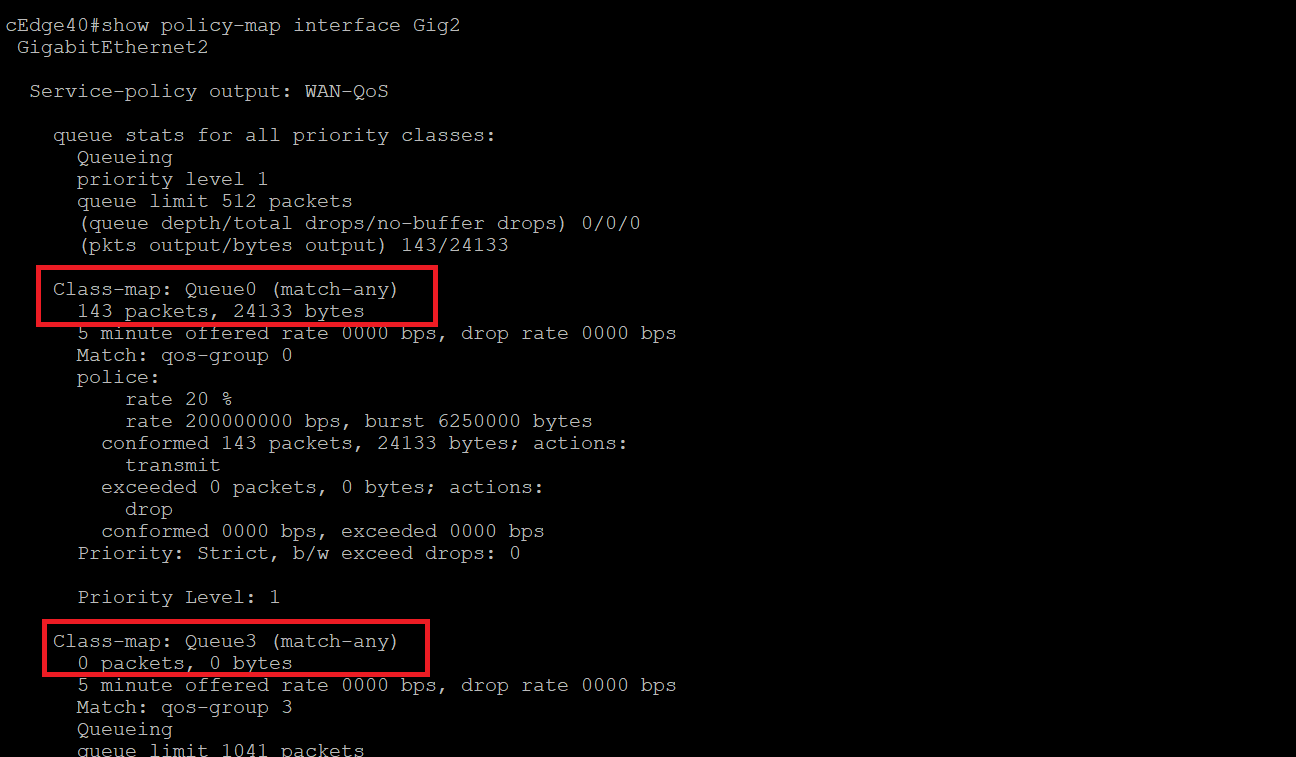 cEdge40#show policy-map interface Gig2
GigabitEthernet2
Service-policy output: WAN-QoS
queue stats for all priority classes:
Queueing
priority level 1
queue limit 512 packets
(queue depth/total drops/no-buffer drops) 0/0/0
(pkts output/bytes output) 143/24133
Class-map: Queue0 (match-any)
143 packets, 24133 bytes
5 minute offered rate 0000 bps, drop rate 0000 bps
Match: qos-group 0
police:
rate 20 %
rate 200000000 bps, burst 6250000 bytes
conformed 143 packets, 24133 bytes; actions:
transmit
exceeded 0 packets, 0 bytes; actions:
drop
conformed 0000 bps, exceeded 0000 bps
Priority: Strict, b/w exceed drops: 0
Priority Level: 1
Class-map: Queue3 (match-any)
0 packets, 0 bytes
5 minute offered rate 0000 bps, drop rate 0000 bps
Match: qos-group 3
Queueing
queue limit 1041 packets